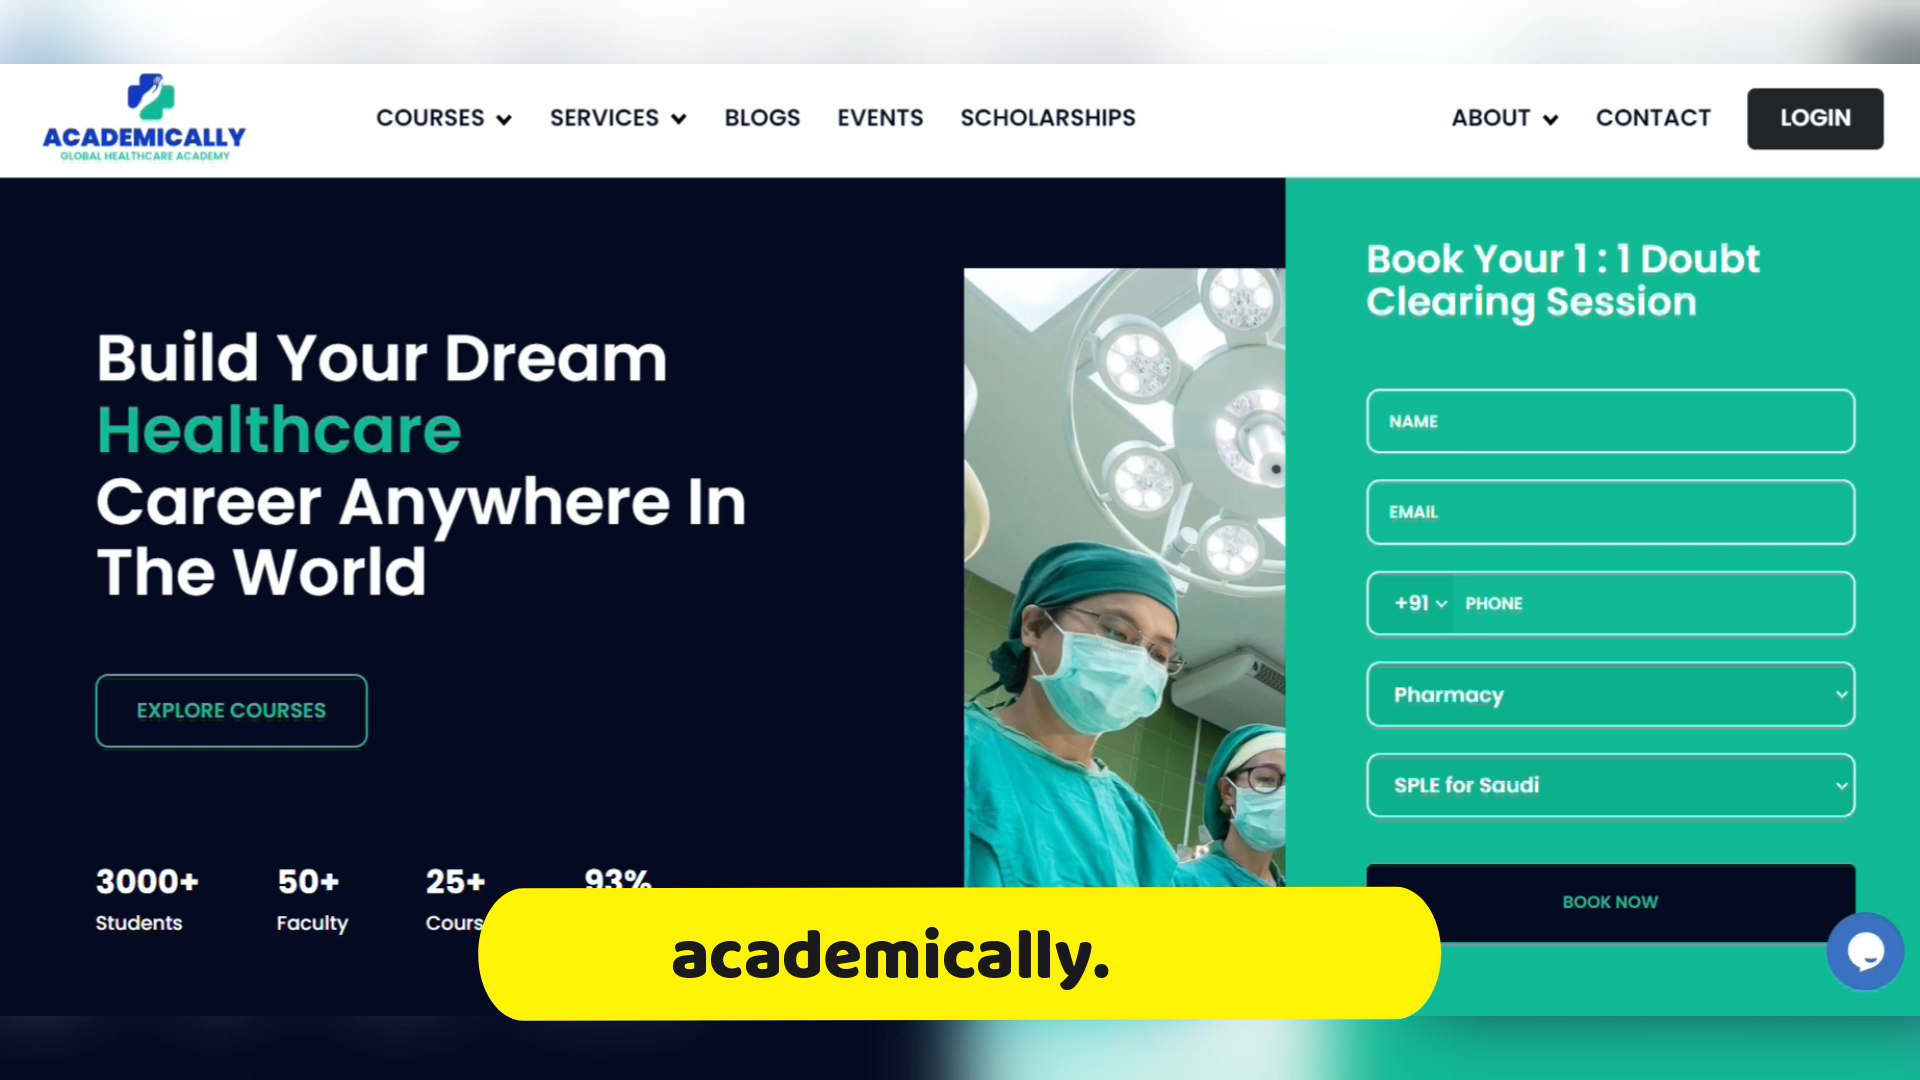 ACADEMICALLY
GLOBAL HEALTHCARE ACADEMY
COURSES
SERVICES
BLOGS
EVENTS
SCHOLARSHIPS
ABOUT
CONTACT
LOGIN
Build Your Dream
Healthcare
Career Anywhere In
The World
EXPLORE COURSES
3000+
Students
50+
Faculty
25+
Cours
93%
Book Your 1 : 1 Doubt
Clearing Session
NAME
EMAIL
+91 PHONE
Pharmacy
SPLE for Saudi
BOOK NOW
academically.